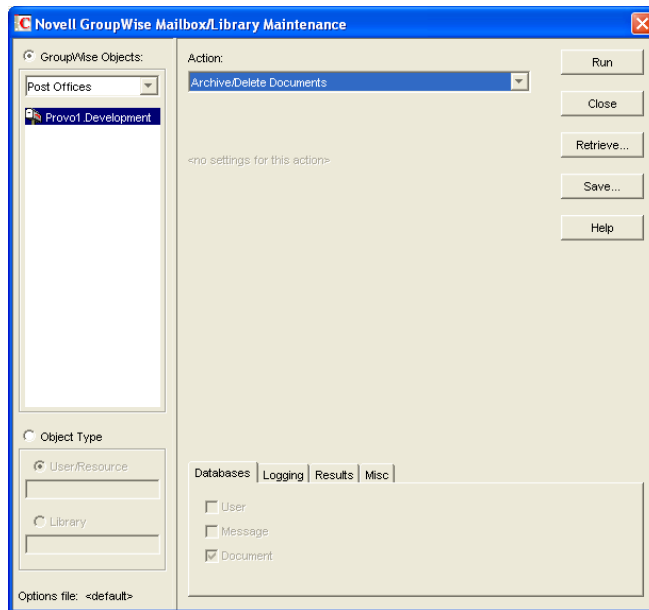 Novell GroupWise Mailbox/Library Maintenance
GroupWise Objects:
Post Offices
Provo1.Development
Object Type
User/Resource
Library
Options file: <default>
Action:
Archive/Delete Documents
<no settings for this action>
Databases Logging Results Misc
User
Message
Document
Run
Close
Retrieve...
Save...
Help